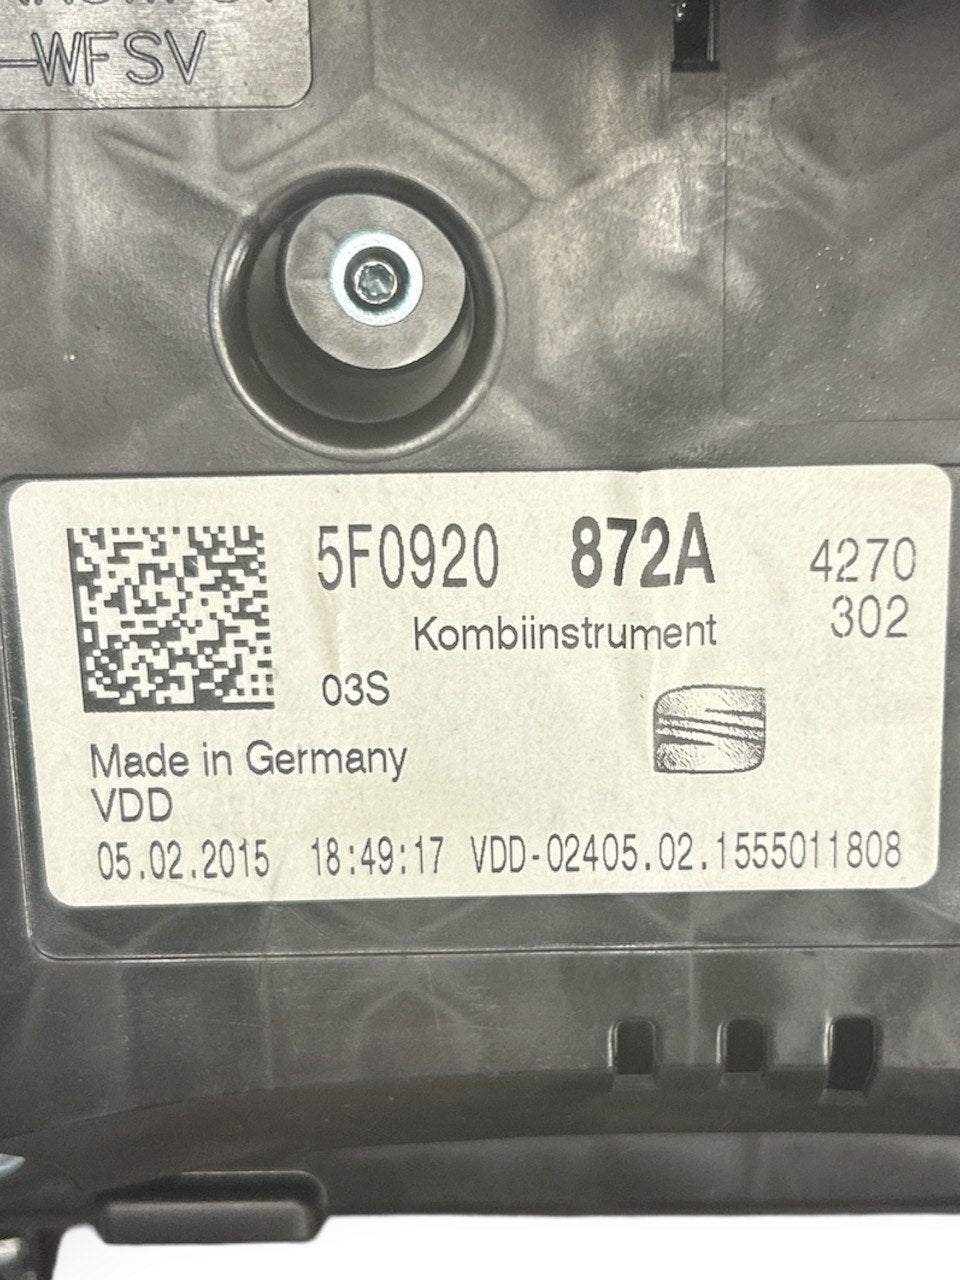 -WFSV
5F0920 872A 4270
Kombiinstrument 302
03S
Made in Germany
VDD
05.02.2015 18:49:17 VDD-02405.02.1555011808